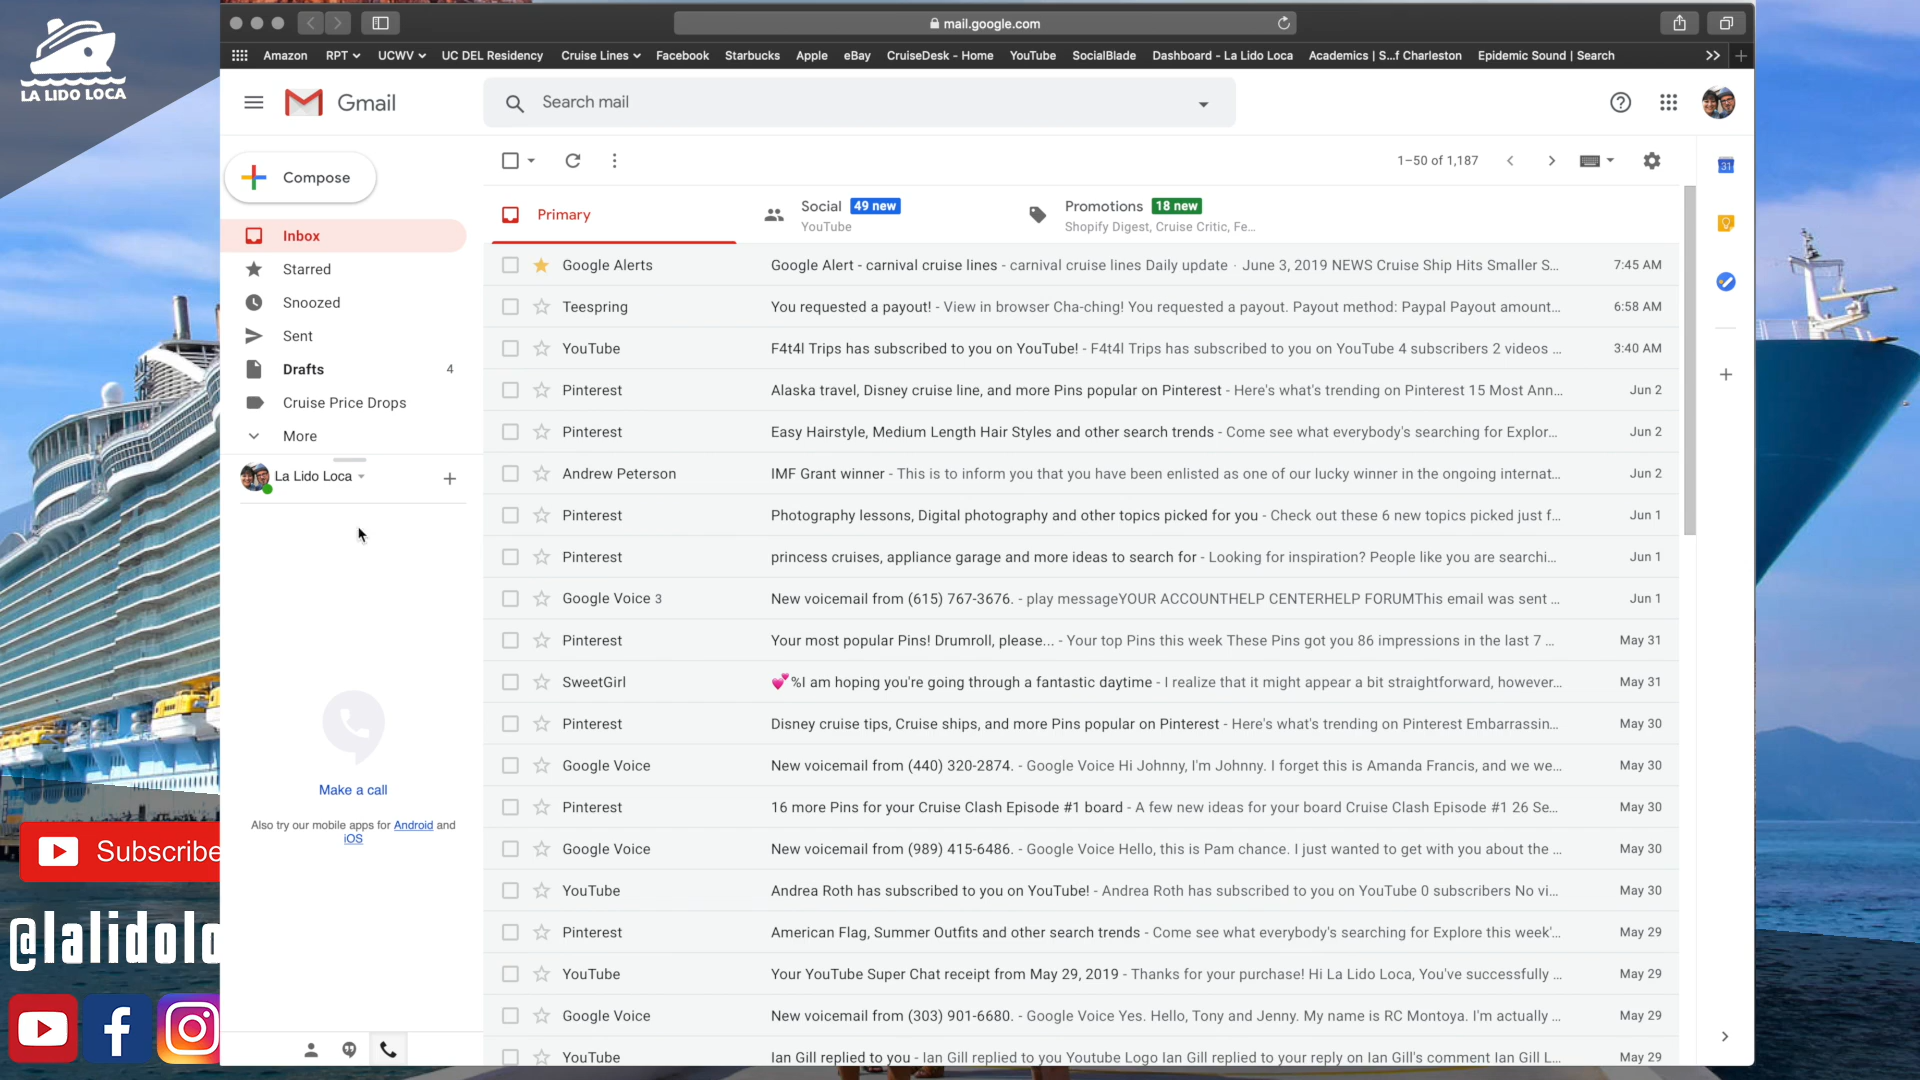 LA LIDO LOCA
mail.google.com
Amazon RPT UCWV UC DEL Residency Cruise Lines Facebook Starbucks Apple eBay CruiseDesk - Home YouTube SocialBlade Dashboard - La Lido Loca Academics | S...f Charleston Epidemic Sound | Search
Gmail
Search mail
Compose
1–50 of 1,187
31
Inbox
Starred
Snoozed
Sent
Drafts 4
Cruise Price Drops
More
La Lido Loca
Make a call
Also try our mobile apps for Android and
iOS
Primary
Social 49 new
YouTube
Promotions 18 new
Shopify Digest, Cruise Critic, Fe...
Google Alerts Google Alert - carnival cruise lines - carnival cruise lines Daily update · June 3, 2019 NEWS Cruise Ship Hits Smaller S... 7:45 AM
Teespring You requested a payout! - View in browser Cha-ching! You requested a payout. Payout method: Paypal Payout amount... 6:58 AM
YouTube F4t4l Trips has subscribed to you on YouTube! - F4t4l Trips has subscribed to you on YouTube 4 subscribers 2 videos ... 3:40 AM
Pinterest Alaska travel, Disney cruise line, and more Pins popular on Pinterest - Here's what's trending on Pinterest 15 Most Ann... Jun 2
Pinterest Easy Hairstyle, Medium Length Hair Styles and other search trends - Come see what everybody's searching for Explor... Jun 2
Andrew Peterson IMF Grant winner - This is to inform you that you have been enlisted as one of our lucky winner in the ongoing internat... Jun 2
Pinterest Photography lessons, Digital photography and other topics picked for you - Check out these 6 new topics picked just f... Jun 1
Pinterest princess cruises, appliance garage and more ideas to search for - Looking for inspiration? People like you are searchi... Jun 1
Google Voice 3 New voicemail from (615) 767-3676. - play messageYOUR ACCOUNTHELP CENTERHELP FORUMThis email was sent ... Jun 1
Pinterest Your most popular Pins! Drumroll, please... - Your top Pins this week These Pins got you 86 impressions in the last 7 ... May 31
SweetGirl 💕%I am hoping you're going through a fantastic daytime - I realize that it might appear a bit straightforward, however... May 31
Pinterest Disney cruise tips, Cruise ships, and more Pins popular on Pinterest - Here's what's trending on Pinterest Embarrassin... May 30
Google Voice New voicemail from (440) 320-2874. - Google Voice Hi Johnny, I'm Johnny. I forget this is Amanda Francis, and we we... May 30
Pinterest 16 more Pins for your Cruise Clash Episode #1 board - A few new ideas for your board Cruise Clash Episode #1 26 Se... May 30
Google Voice New voicemail from (989) 415-6486. - Google Voice Hello, this is Pam chance. I just wanted to get with you about the ... May 30
YouTube Andrea Roth has subscribed to you on YouTube! - Andrea Roth has subscribed to you on YouTube 0 subscribers No vi... May 30
Pinterest American Flag, Summer Outfits and other search trends - Come see what everybody's searching for Explore this week'... May 29
YouTube Your YouTube Super Chat receipt from May 29, 2019 - Thanks for your purchase! Hi La Lido Loca, You've successfully ... May 29
Google Voice New voicemail from (303) 901-6680. - Google Voice Yes. Hello, Tony and Jenny. My name is RC Montoya. I'm actually ... May 29
YouTube Ian Gill replied to you - Ian Gill replied to you Youtube Logo Ian Gill replied to your reply on Ian Gill's comment Ian Gill L... May 29
Subscribe
@lalidolo